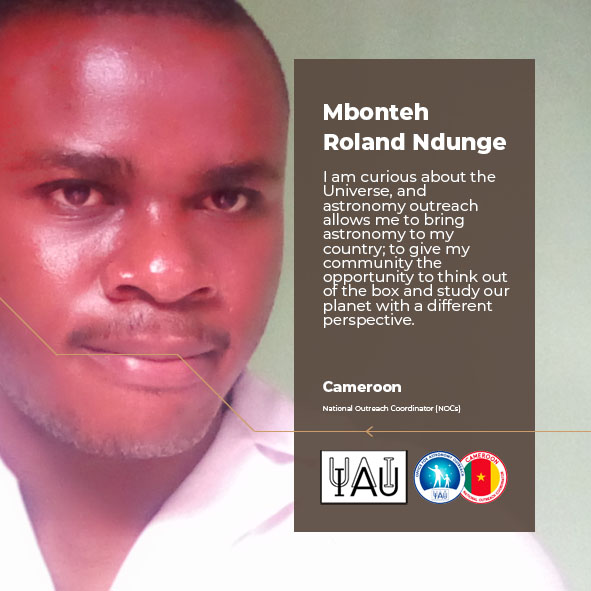 Mbonteh
Roland Ndunge
I am curious about the
Universe, and
astronomy outreach
allows me to bring
astronomy to my
country; to give my
community the
opportunity to think out
of the box and study our
planet with a different
perspective.
Cameroon
National Outreach Coordinator (NOCs)
IAU
IAU
CAMEROON